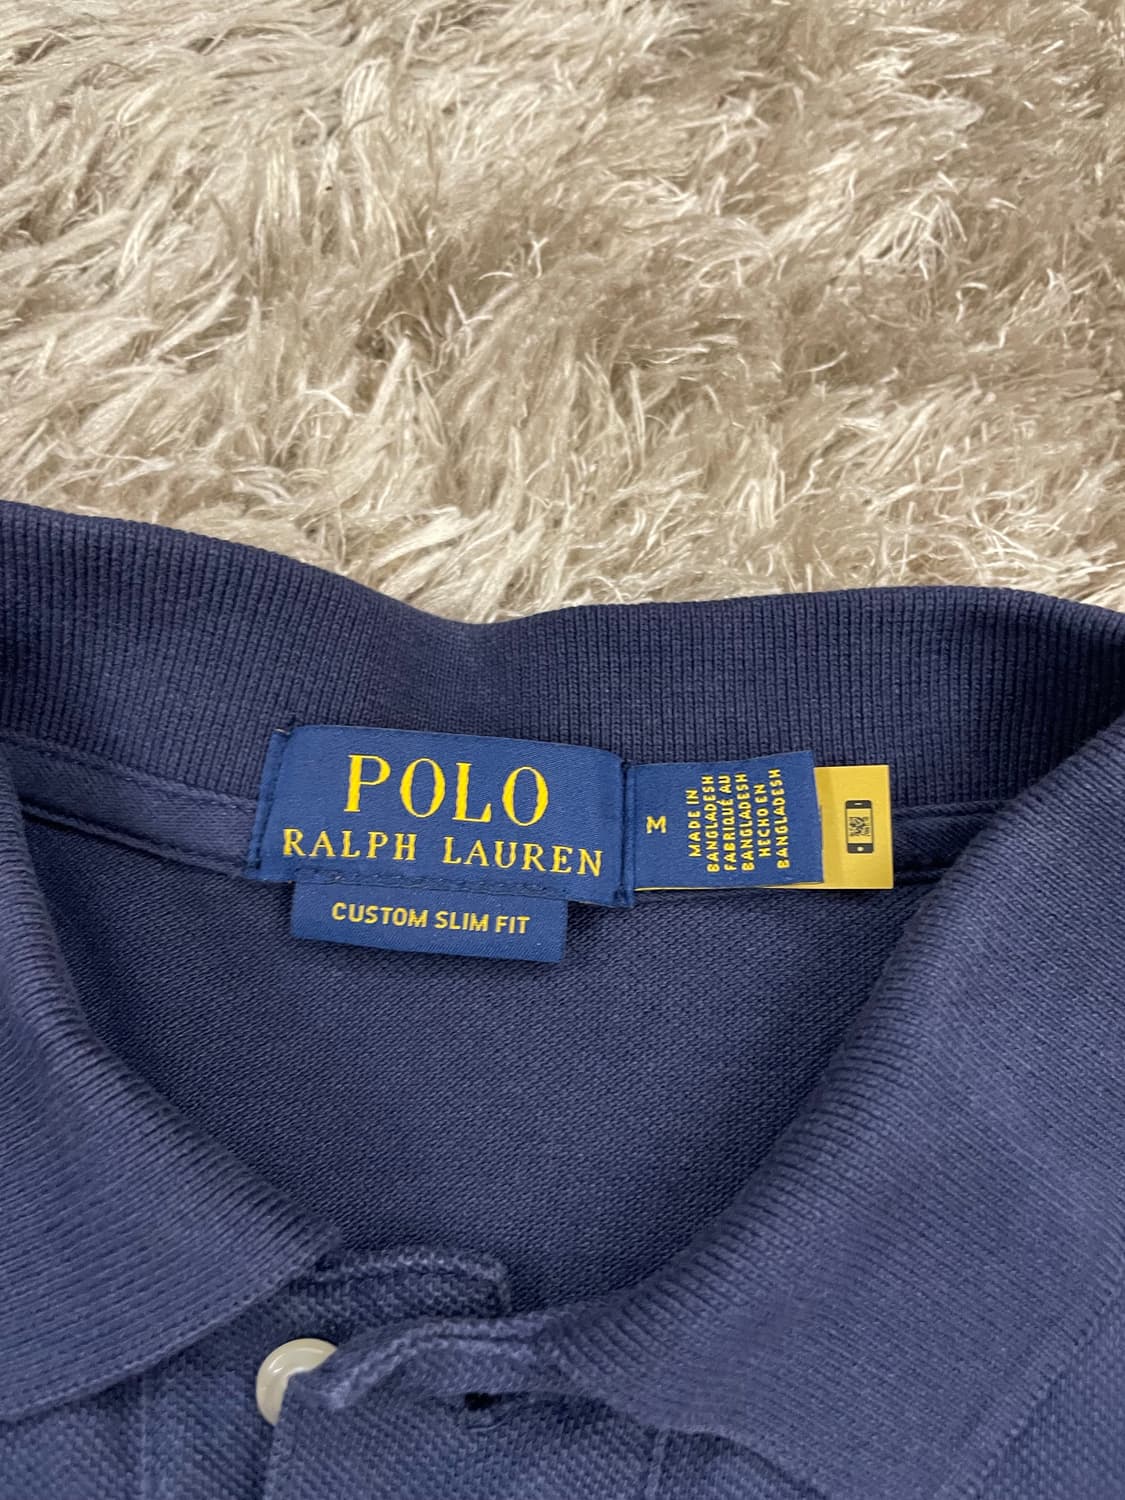 POLO
RALPH LAUREN
CUSTOM SLIM FIT
M
MADE IN
BANGLADESH
FABRIQUÉ AU
BANGLADESH
HECHO EN
BANGLADESH